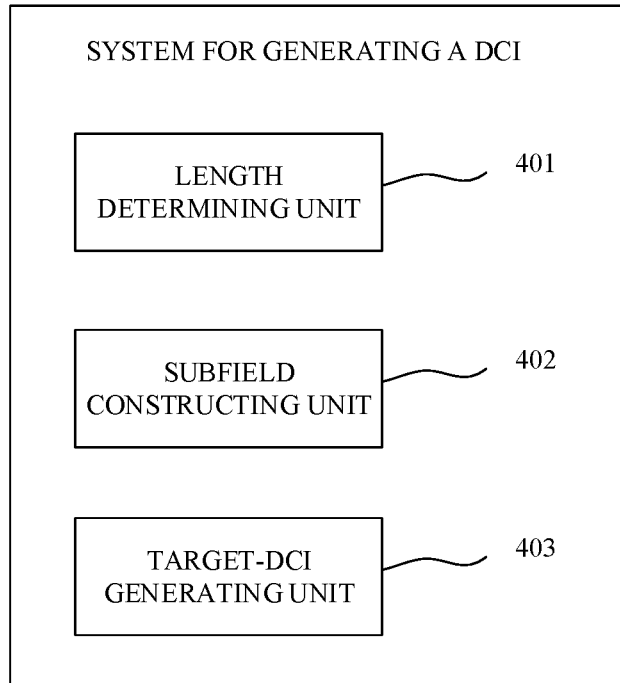 SYSTEM FOR GENERATING A DCI
LENGTH
DETERMINING UNIT
401
SUBFIELD
CONSTRUCTING UNIT
402
TARGET-DCI
GENERATING UNIT
403